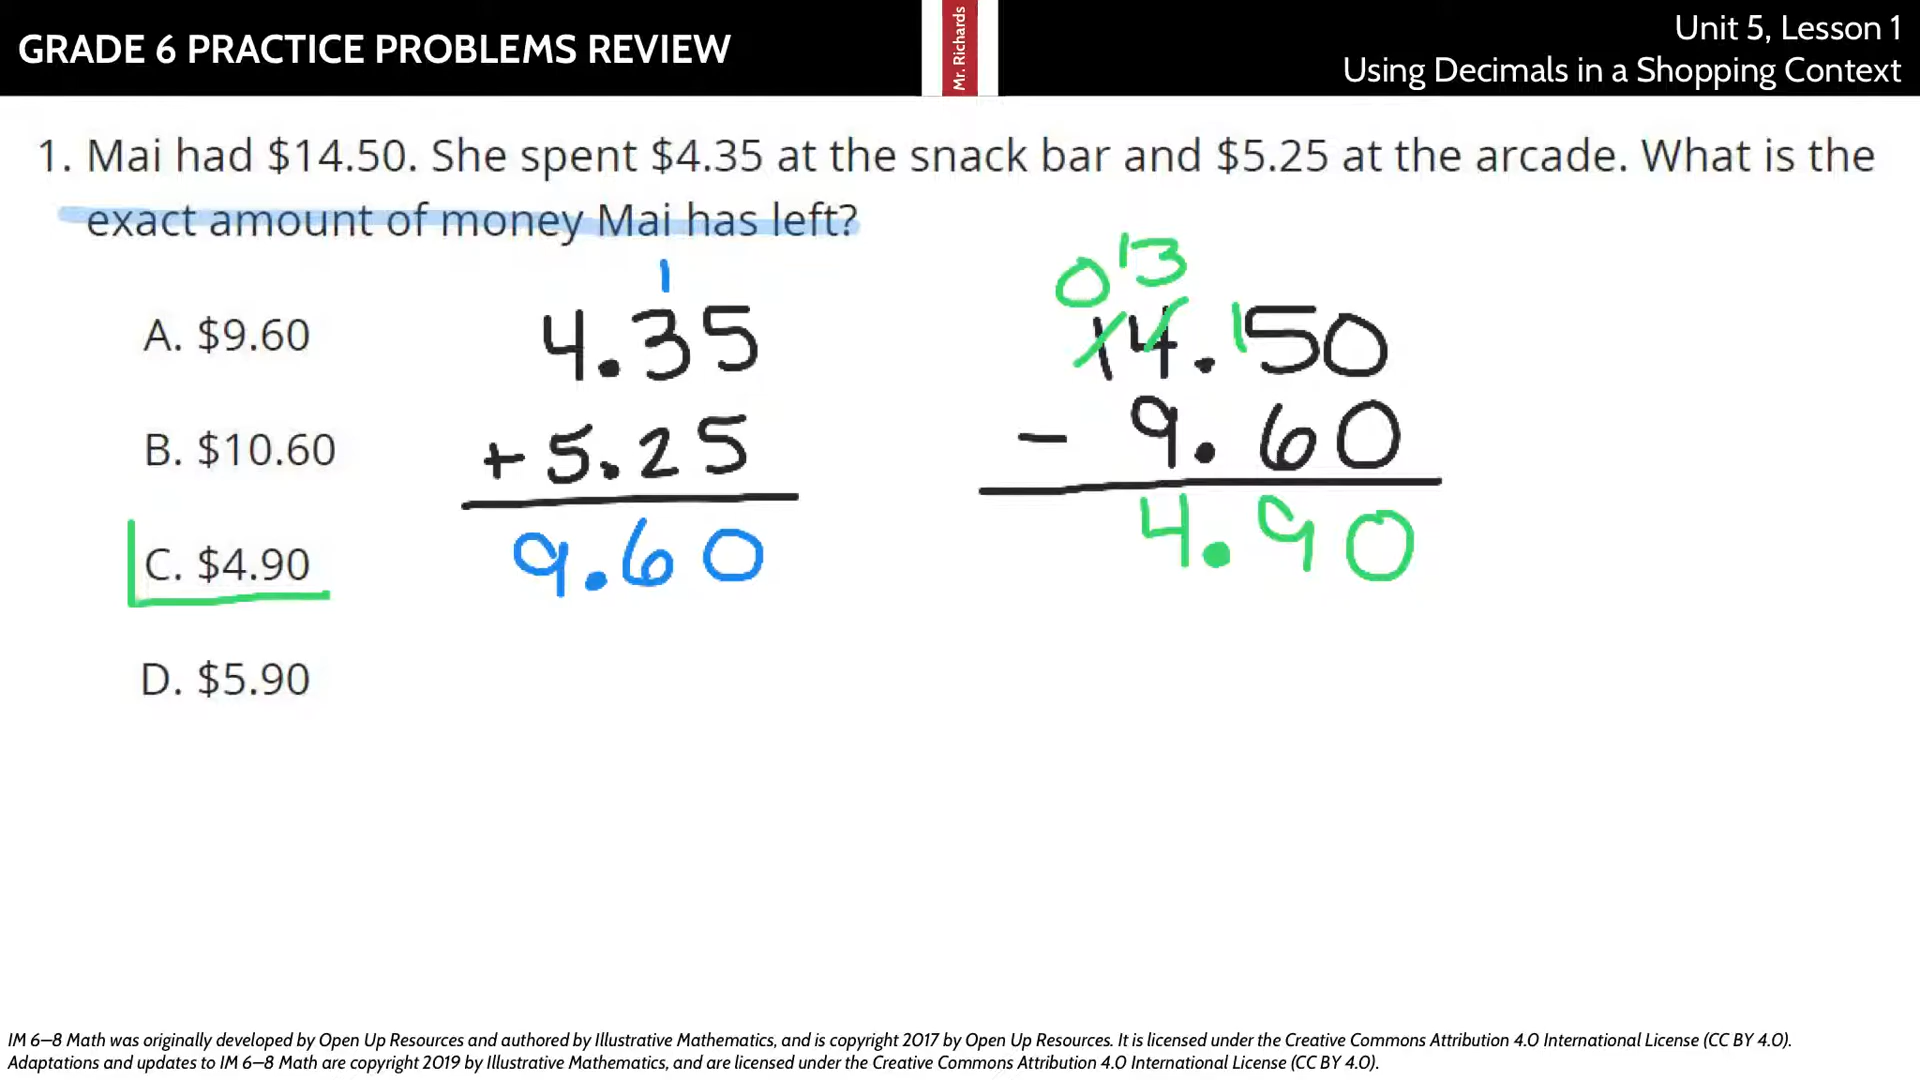 GRADE 6 PRACTICE PROBLEMS REVIEW
Mr. Richards
Unit 5, Lesson 1
Using Decimals in a Shopping Context
1. Mai had $14.50. She spent $4.35 at the snack bar and $5.25 at the arcade. What is the
exact amount of money Mai has left?
A. $9.60
B. $10.60
C. $4.90
D. $5.90
1
4.35
+ 5.25
9.60
0 13
14.150
- 9.60
4.90
IM 6–8 Math was originally developed by Open Up Resources and authored by Illustrative Mathematics, and is copyright 2017 by Open Up Resources. It is licensed under the Creative Commons Attribution 4.0 International License (CC BY 4.0).
Adaptations and updates to IM 6–8 Math are copyright 2019 by Illustrative Mathematics, and are licensed under the Creative Commons Attribution 4.0 International License (CC BY 4.0).